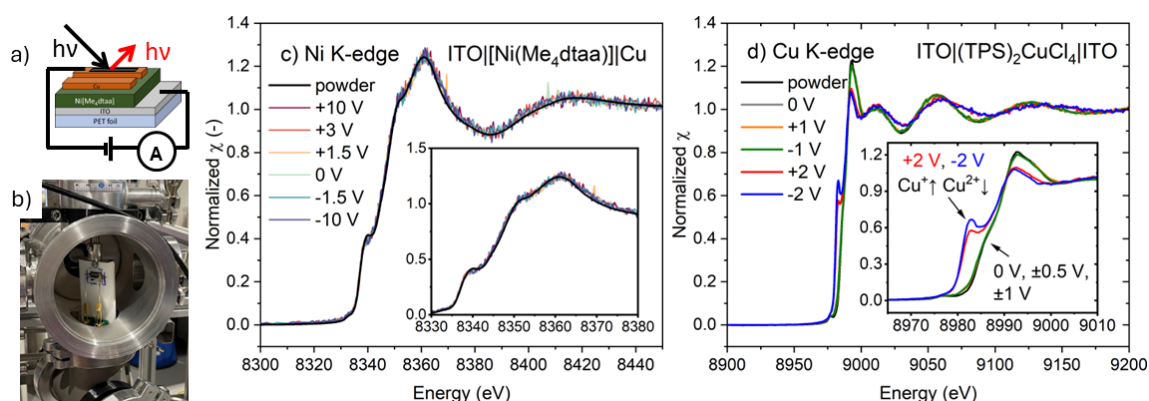 a)
hν
hν
Cu
Ni[Me₄dtaa]
ITO
PET foil
A
b)
c) Ni K-edge
ITO|[Ni(Me₄dtaa)]|Cu
powder
+10 V
+3 V
+1.5 V
0 V
-1.5 V
-10 V
Normalized χ (-)
1.4
1.2
1.0
0.8
0.6
0.4
0.2
0.0
8300
8350
8400
Energy (eV)
1.5
1.0
0.5
0.0
8330
8340
8350
8360
8370
8380
d) Cu K-edge
ITO|(TPS)₂CuCl₄|ITO
powder
0 V
+1 V
-1 V
+2 V
-2 V
Normalized χ
1.4
1.2
1.0
0.8
0.6
0.4
0.2
0.0
8900
8950
9000
9050
9100
9150
9200
Energy (eV)
1.2
0.9
0.6
0.3
0.0
8970
8980
8990
9000
9010
+2 V, -2 V
Cu⁺↑ Cu²⁺↓
0 V, ±0.5 V,
±1 V